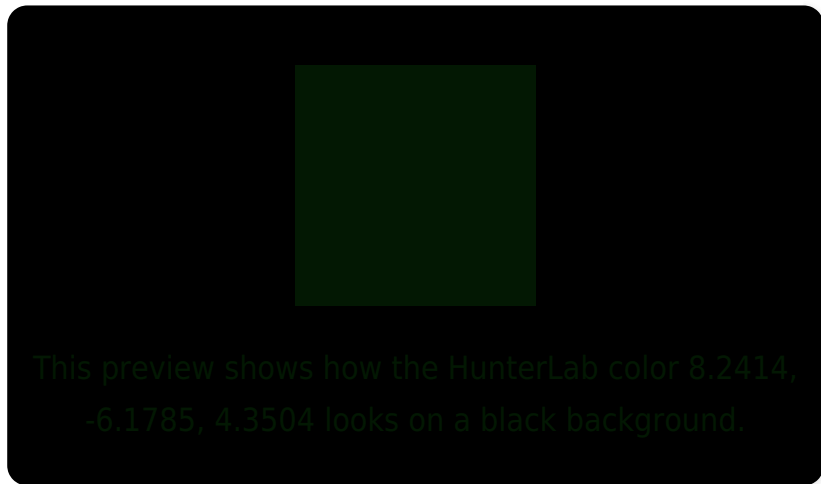 This preview shows how the HunterLab color 8.2414,
-6.1785, 4.3504 looks on a black background.